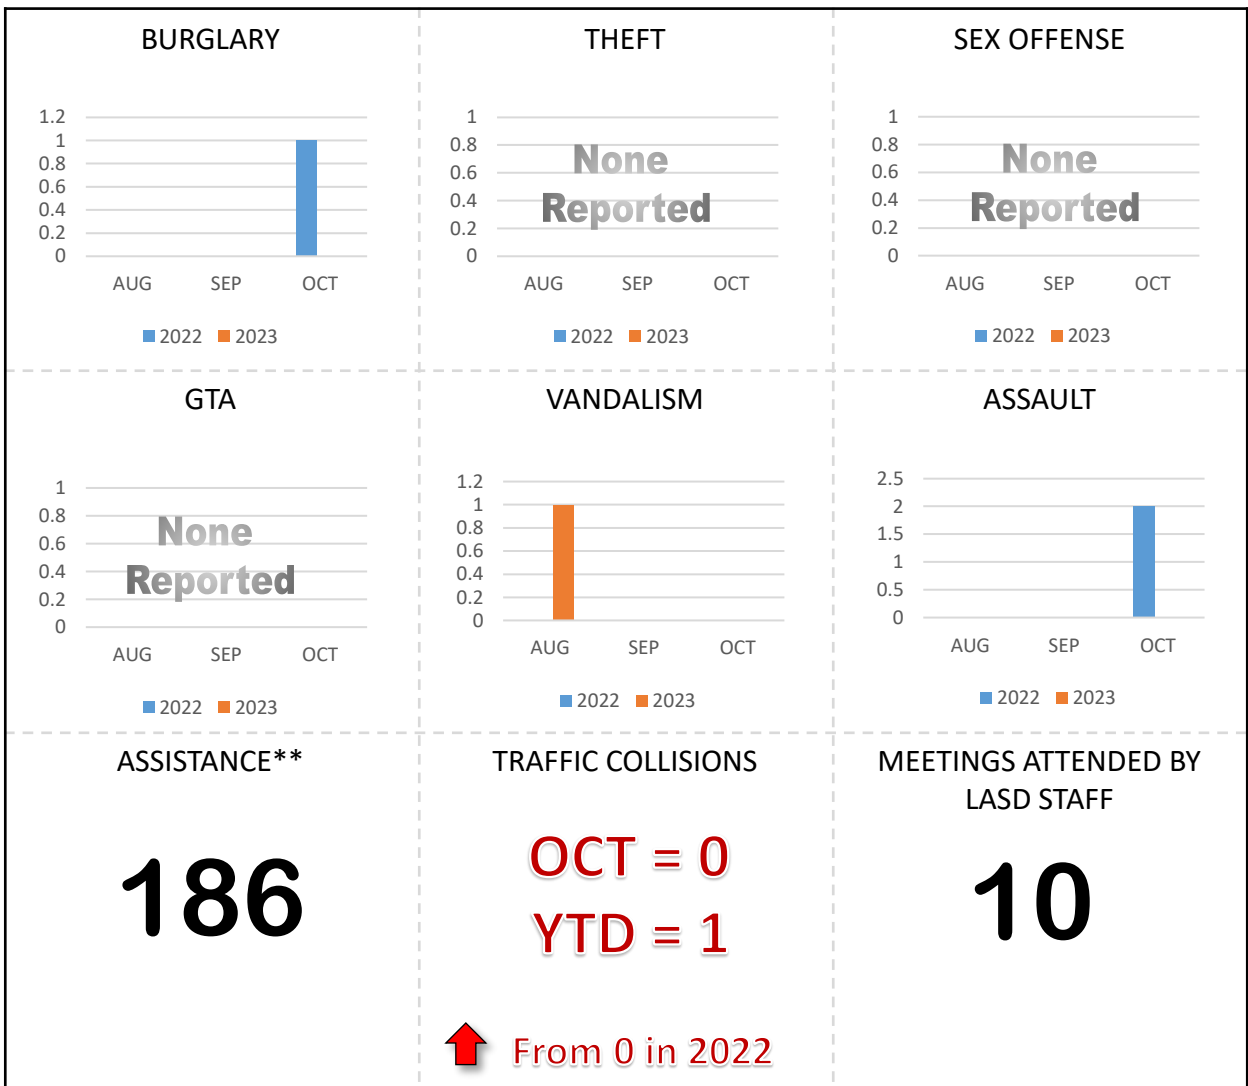 BURGLARY
1.2
1
0.8
0.6
0.4
0.2
0
AUG SEP OCT
2022 2023
THEFT
1
0.8
0.6
0.4
0.2
0
None
Reported
AUG SEP OCT
2022 2023
SEX OFFENSE
1
0.8
0.6
0.4
0.2
0
None
Reported
AUG SEP OCT
2022 2023
GTA
1
0.8
0.6
0.4
0.2
0
None
Reported
AUG SEP OCT
2022 2023
VANDALISM
1.2
1
0.8
0.6
0.4
0.2
0
AUG SEP OCT
2022 2023
ASSAULT
2.5
2
1.5
1
0.5
0
AUG SEP OCT
2022 2023
ASSISTANCE**
186
TRAFFIC COLLISIONS
OCT = 0
YTD = 1
From 0 in 2022
MEETINGS ATTENDED BY
LASD STAFF
10